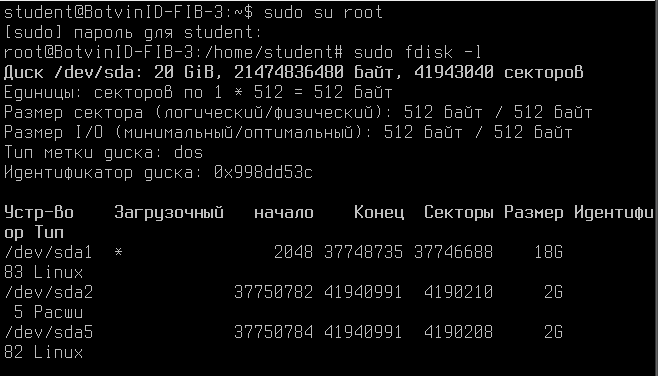 student@BotvinID-FIB-3:~$ sudo su root
[sudo] пароль для student:
root@BotvinID-FIB-3:/home/student# sudo fdisk -l
Диск /dev/sda: 20 GiB, 21474836480 байт, 41943040 секторов
Единицы: секторов по 1 * 512 = 512 байт
Размер сектора (логический/физический): 512 байт / 512 байт
Размер I/O (минимальный/оптимальный): 512 байт / 512 байт
Тип метки диска: dos
Идентификатор диска: 0x998dd53c

Устр-во    Загрузочный   начало    Конец  Секторы Размер Идентифи
ор Тип
/dev/sda1  *               2048 37748735 37746688    18G
83 Linux
/dev/sda2              37750782 41940991  4190210     2G
 5 Расши
/dev/sda5              37750784 41940991  4190208     2G
82 Linux